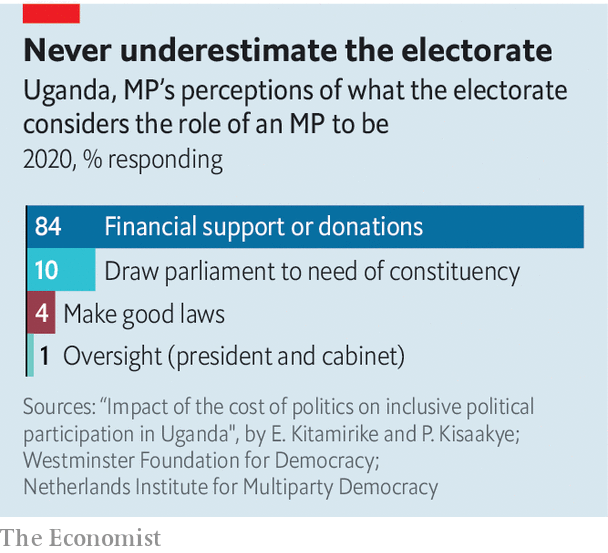 Never underestimate the electorate
Uganda, MP’s perceptions of what the electorate
considers the role of an MP to be
2020, % responding
84 Financial support or donations
10 Draw parliament to need of constituency
4 Make good laws
1 Oversight (president and cabinet)
Sources: “Impact of the cost of politics on inclusive political
participation in Uganda", by E. Kitamirike and P. Kisaakye;
Westminster Foundation for Democracy;
Netherlands Institute for Multiparty Democracy
The Economist